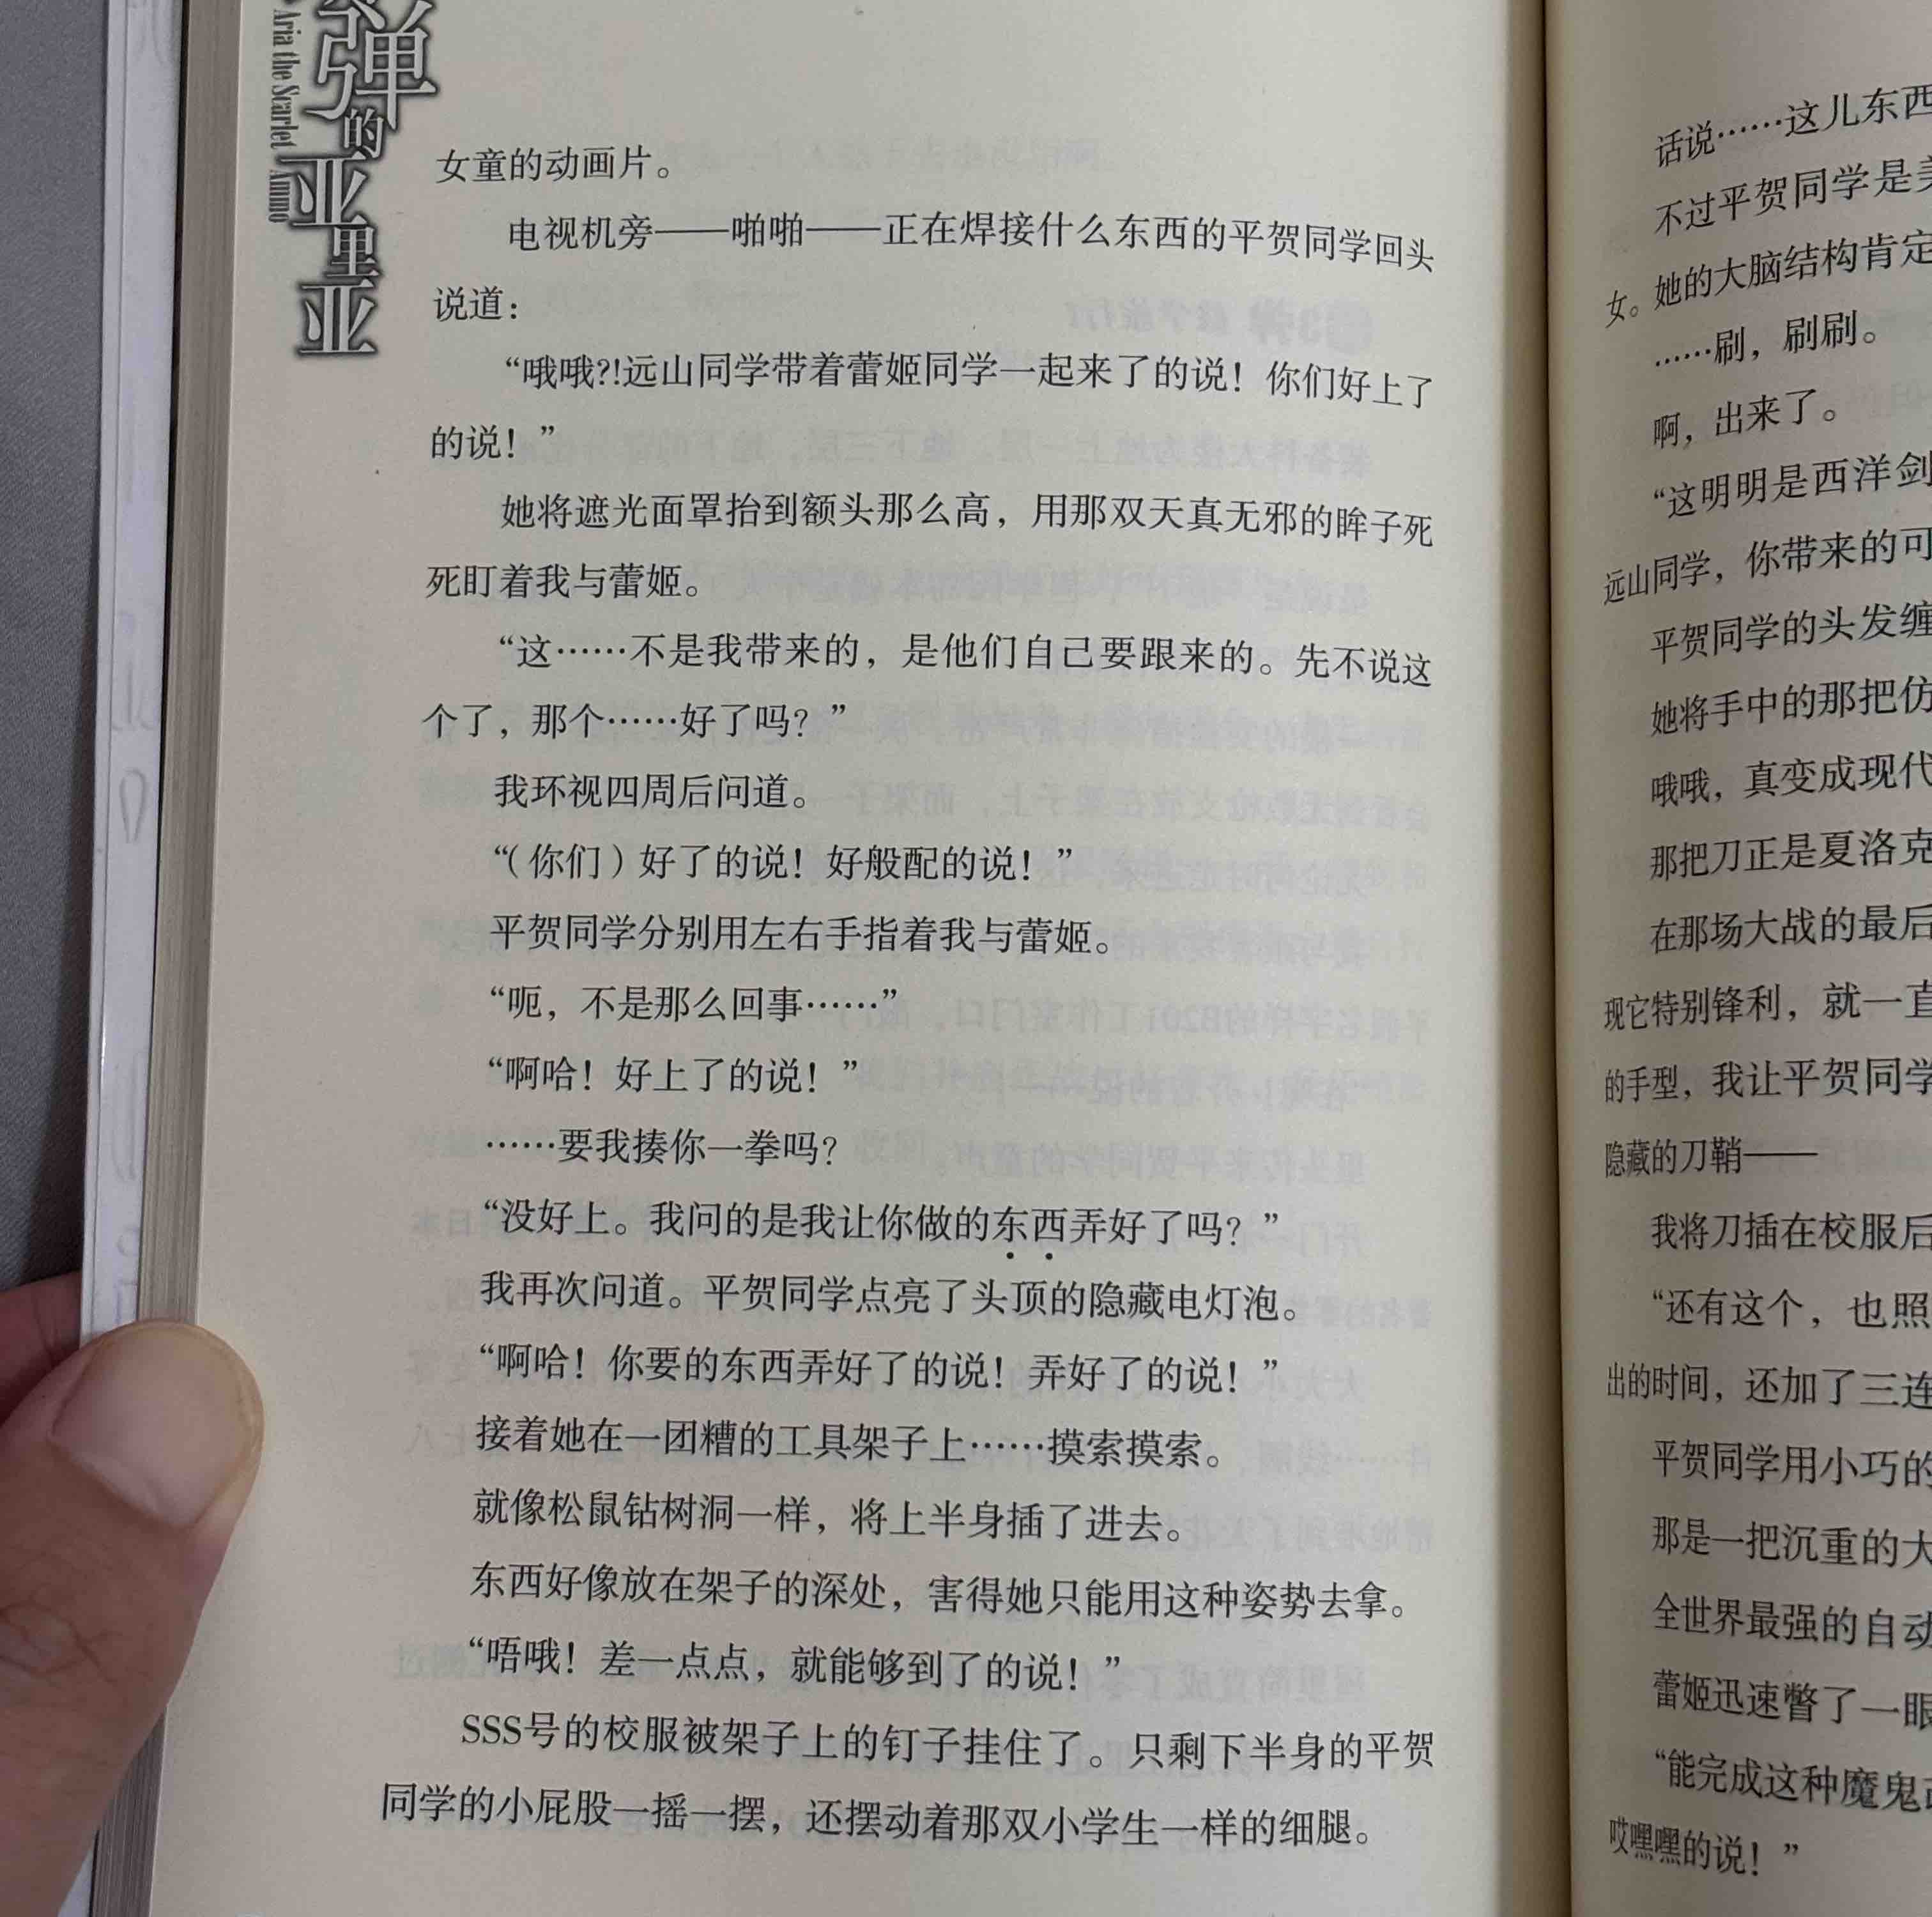 弹的亚里亚
Aria the Scarlet Ammo
女童的动画片。
电视机旁——啪啪——正在焊接什么东西的平贺同学回头
说道：
“哦哦?!远山同学带着蕾姬同学一起来了的说！你们好上了
的说！”
她将遮光面罩抬到额头那么高，用那双天真无邪的眸子死
死盯着我与蕾姬。
“这……不是我带来的，是他们自己要跟来的。先不说这
个了，那个……好了吗？”
我环视四周后问道。
“（你们）好了的说！好般配的说！”
平贺同学分别用左右手指着我与蕾姬。
“呃，不是那么回事……”
“啊哈！好上了的说！”
……要我揍你一拳吗？
“没好上。我问的是我让你做的东西弄好了吗？”
我再次问道。平贺同学点亮了头顶的隐藏电灯泡。
“啊哈！你要的东西弄好了的说！弄好了的说！”
接着她在一团糟的工具架子上……摸索摸索。
就像松鼠钻树洞一样，将上半身插了进去。
东西好像放在架子的深处，害得她只能用这种姿势去拿。
“唔哦！差一点点，就能够到了的说！”
SSS号的校服被架子上的钉子挂住了。只剩下半身的平贺
同学的小屁股一摇一摆，还摆动着那双小学生一样的细腿。
话说……这儿东西
不过平贺同学是
女。她的大脑结构肯定
……刷，刷刷。
啊，出来了。
“这明明是西洋剑
远山同学，你带来的可
平贺同学的头发缠
她将手中的那把仿
哦哦，真变成现代
那把刀正是夏洛克
在那场大战的最后
现它特别锋利，就一直
的手型，我让平贺同学
隐藏的刀鞘——
我将刀插在校服后
“还有这个，也照
出的时间，还加了三连
平贺同学用小巧的
那是一把沉重的大
全世界最强的自动
蕾姬迅速瞥了一眼
“能完成这种魔鬼
哎嘿嘿的说！”